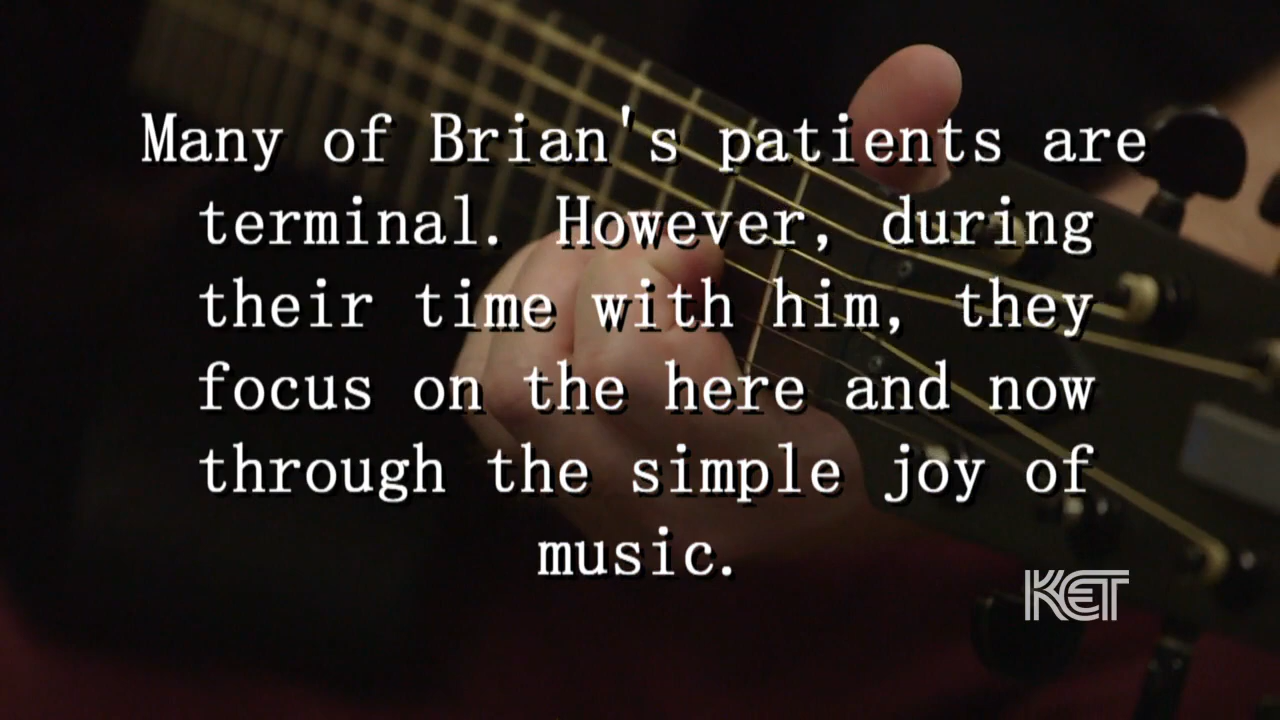 Many of Brian's patients are
terminal. However, during
their time with him, they
focus on the here and now
through the simple joy of
music.
KET